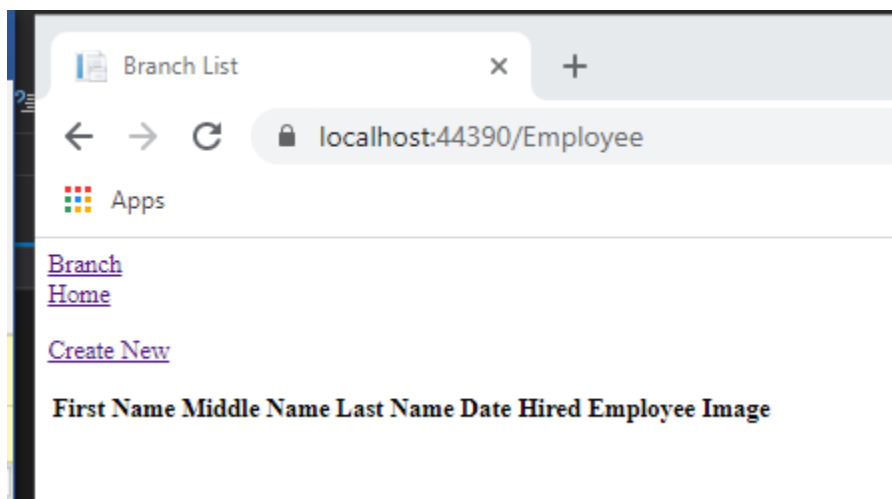 Branch List
localhost:44390/Employee
Apps
Branch
Home
Create New
First Name Middle Name Last Name Date Hired Employee Image